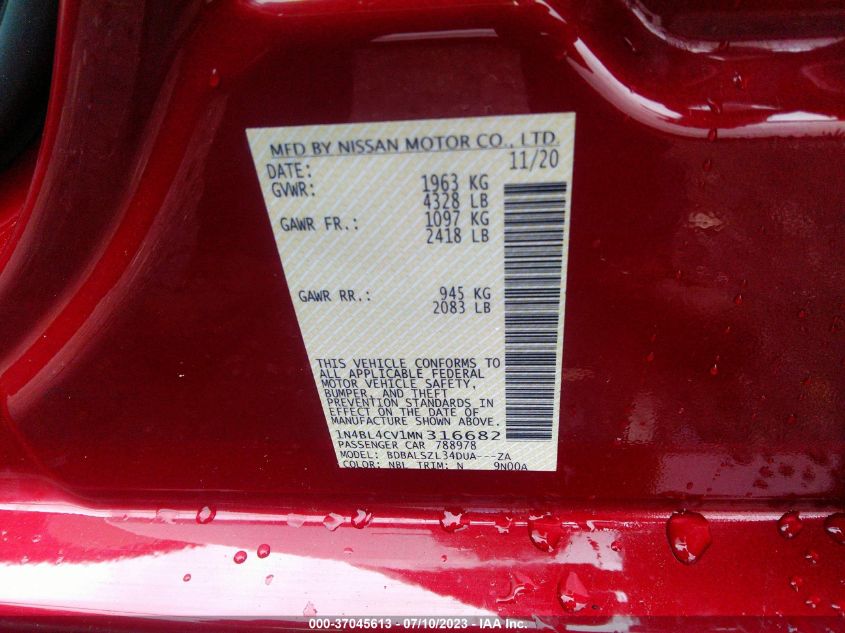 MFD BY NISSAN MOTOR CO., LTD.
DATE: 11/20
GVWR: 1963 KG
4328 LB
GAWR FR.: 1097 KG
2418 LB
GAWR RR.: 945 KG
2083 LB
THIS VEHICLE CONFORMS TO
ALL APPLICABLE FEDERAL
MOTOR VEHICLE SAFETY,
BUMPER, AND THEFT
PREVENTION STANDARDS IN
EFFECT ON THE DATE OF
MANUFACTURE SHOWN ABOVE.
1N4BL4CV1MN316682
PASSENGER CAR 788978
MODEL: BDBALSZL34DUA---ZA
COLOR: NBL TRIM: N 9N00A
000-37045613 - 07/10/2023 - IAA Inc.